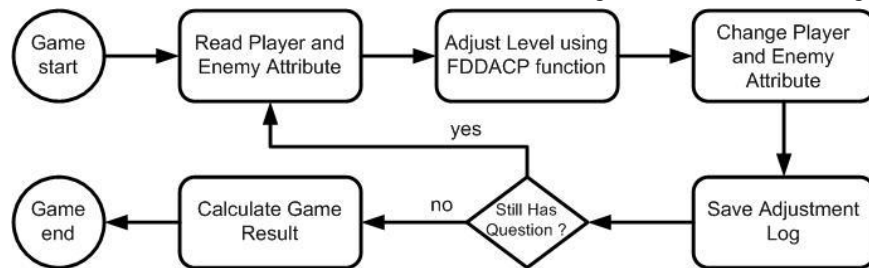 Game
start
Read Player and
Enemy Attribute
Adjust Level using
FDDACP function
Change Player
and Enemy
Attribute
yes
Game
end
Calculate Game
Result
no
Still Has
Question ?
Save Adjustment
Log